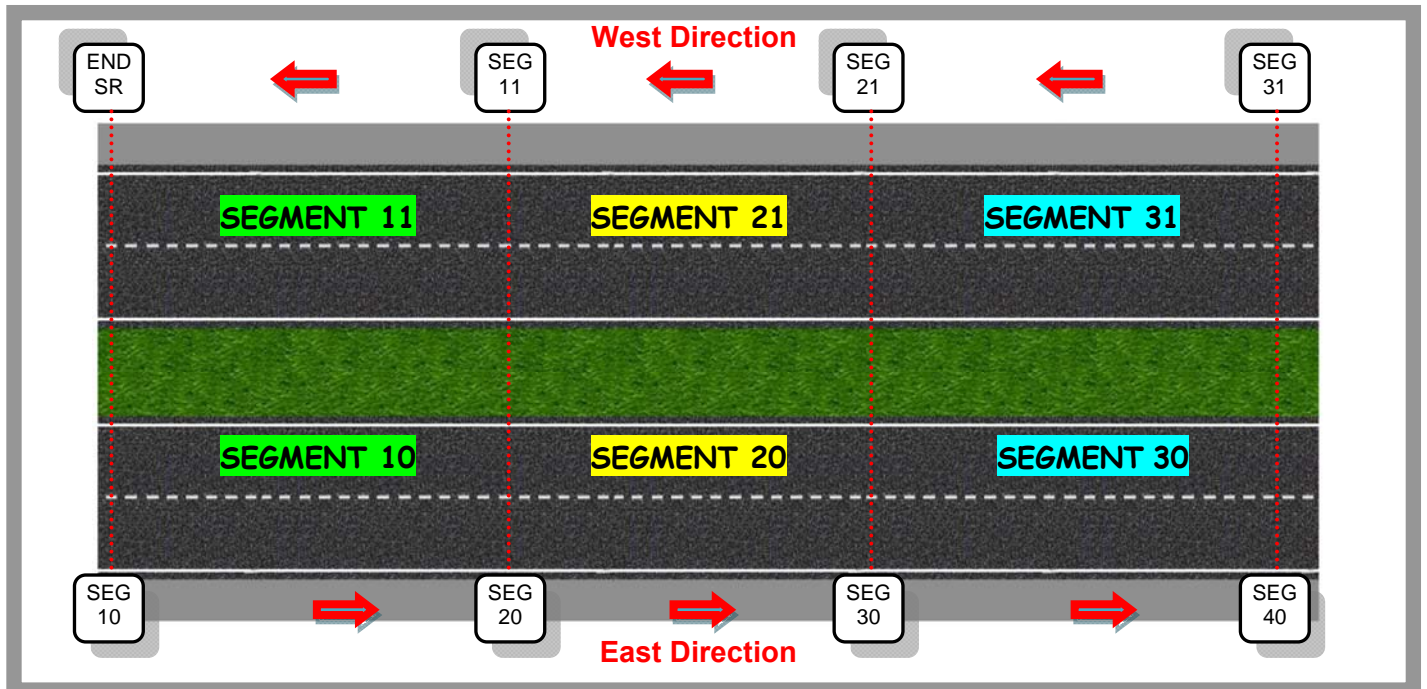 West Direction
END
SR
SEG
11
SEG
21
SEG
31
SEGMENT 11
SEGMENT 21
SEGMENT 31
SEGMENT 10
SEGMENT 20
SEGMENT 30
SEG
10
SEG
20
SEG
30
SEG
40
East Direction